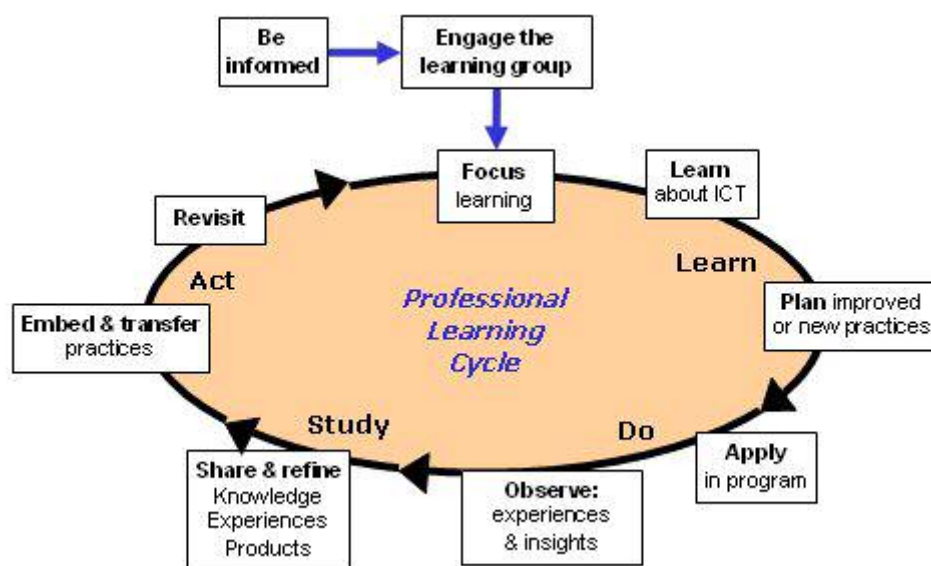 Be
informed
Engage the
learning group
Focus
learning
Learn
about ICT
Learn
Plan improved
or new practices
Apply
in program
Do
Observe:
experiences
& insights
Study
Share & refine
Knowledge
Experiences
Products
Embed & transfer
practices
Act
Revisit
Professional
Learning
Cycle